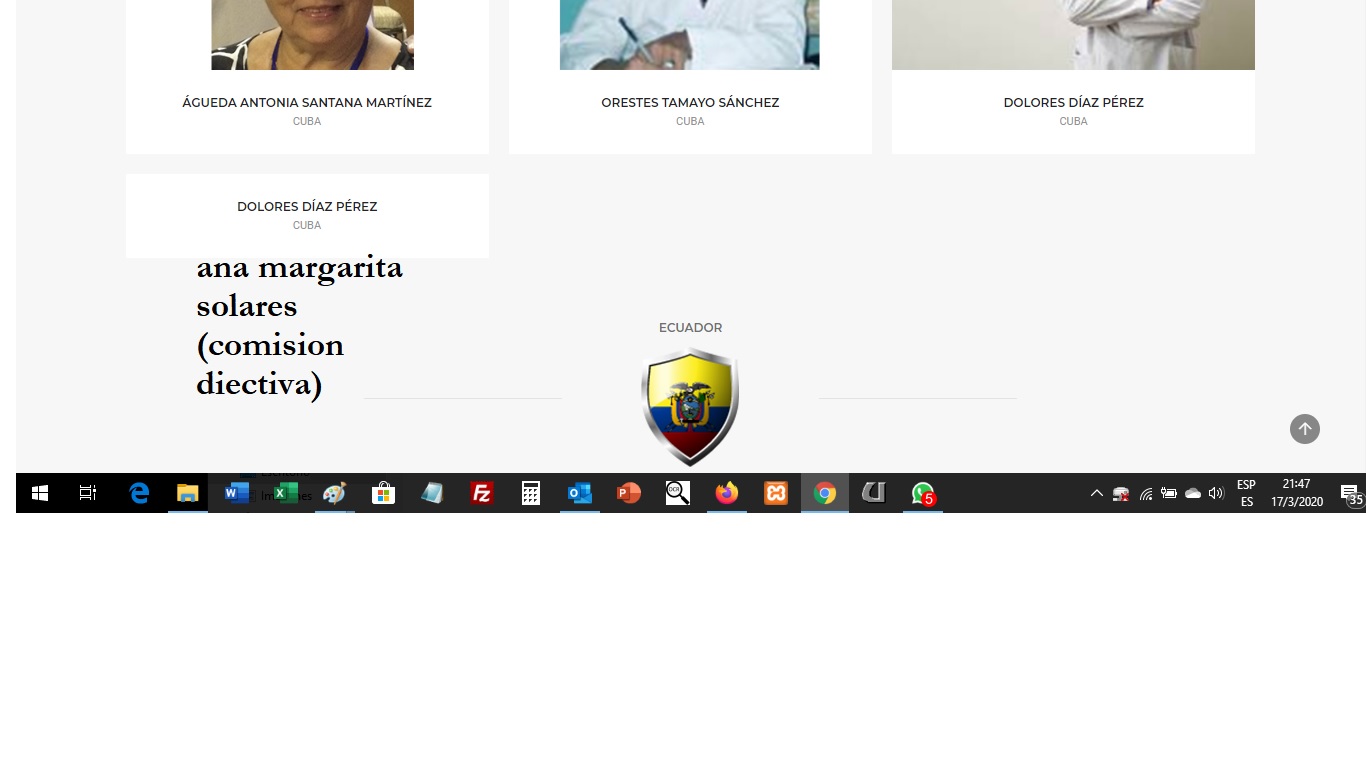 ÁGUEDA ANTONIA SANTANA MARTÍNEZ
CUBA
ORESTES TAMAYO SÁNCHEZ
CUBA
DOLORES DÍAZ PÉREZ
CUBA
DOLORES DÍAZ PÉREZ
CUBA
ana margarita
solares
(comision
diectiva)
ECUADOR
ESP
ES
21:47
17/3/2020
35
5